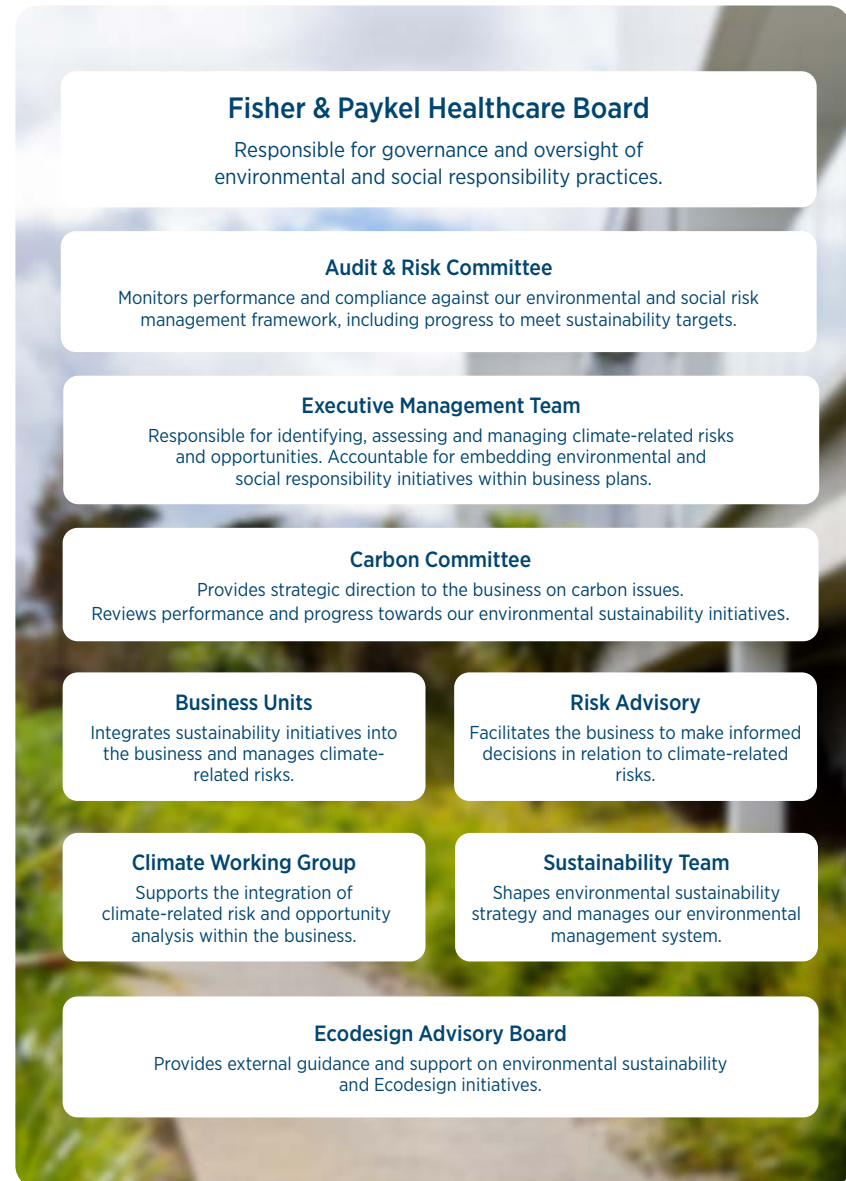 Fisher & Paykel Healthcare Board
Responsible for governance and oversight of
environmental and social responsibility practices.
Audit & Risk Committee
Monitors performance and compliance against our environmental and social risk
management framework, including progress to meet sustainability targets.
Executive Management Team
Responsible for identifying, assessing and managing climate-related risks
and opportunities. Accountable for embedding environmental and
social responsibility initiatives within business plans.
Carbon Committee
Provides strategic direction to the business on carbon issues.
Reviews performance and progress towards our environmental sustainability initiatives.
Business Units
Integrates sustainability initiatives into
the business and manages climate-
related risks.
Risk Advisory
Facilitates the business to make informed
decisions in relation to climate-related
risks.
Climate Working Group
Supports the integration of
climate-related risk and opportunity
analysis within the business.
Sustainability Team
Shapes environmental sustainability
strategy and manages our environmental
management system.
Ecodesign Advisory Board
Provides external guidance and support on environmental sustainability
and Ecodesign initiatives.